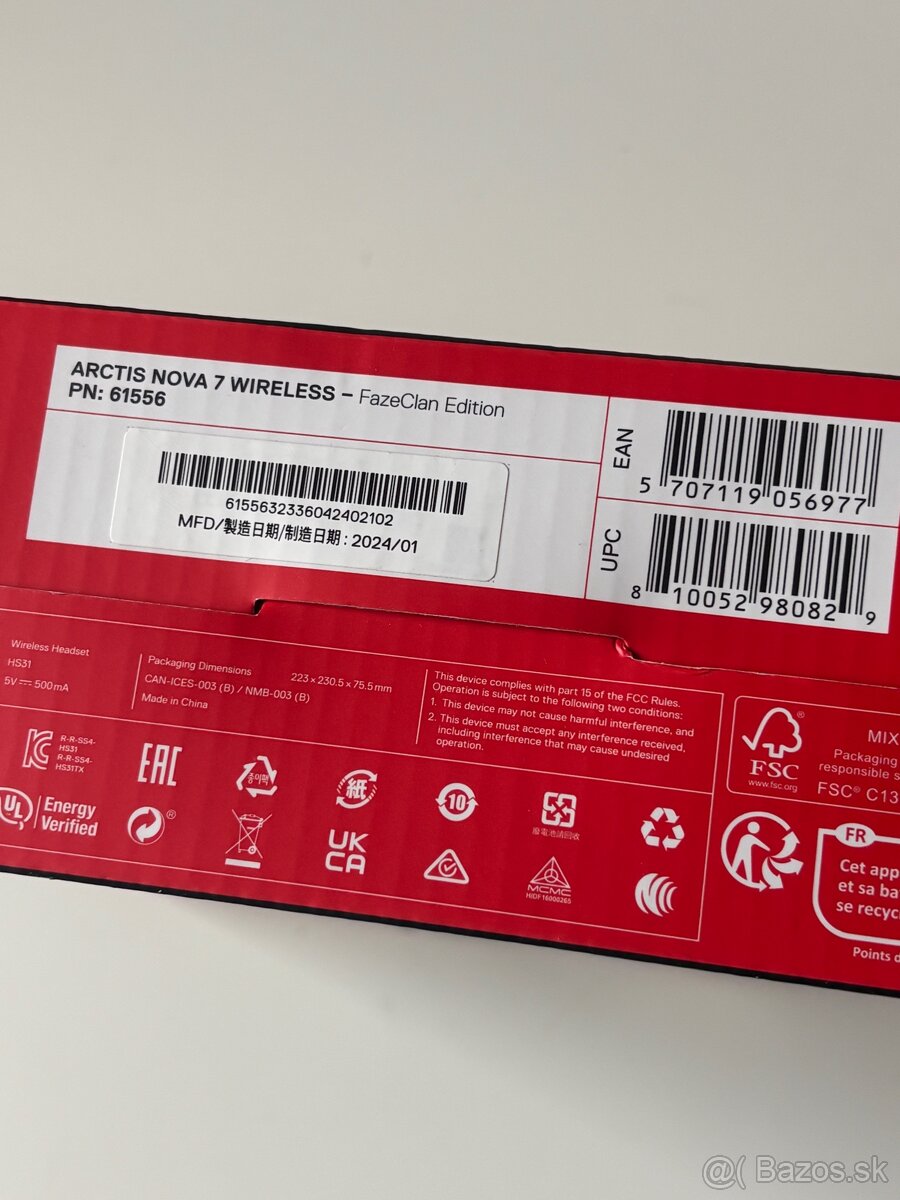 ARCTIS NOVA 7 WIRELESS – FazeClan Edition
PN: 61556
6155632336042402102
MFD/製造日期/制造日期 : 2024/01
EAN
5 707119 056977
UPC
8 10052 98082 9
Wireless Headset
HS31
5V⎓500mA
Packaging Dimensions 223 x 230.5 x 75.5 mm
CAN-ICES-003 (B) / NMB-003 (B)
Made in China
This device complies with part 15 of the FCC Rules.
Operation is subject to the following two conditions:
1. This device may not cause harmful interference, and
2. This device must accept any interference received,
including interference that may cause undesired
operation.
R-R-SS4-
HS31
R-R-SS4-
HS31TX
EAC
종이팩
紙
10
廢電池請回收
UL
Energy
Verified
UK
CA
MCMC
HIDF16000265
FSC
www.fsc.org
MIX
Packaging
responsible s
FSC® C13
FR
Cet app
et sa ba
se recyc
Points d
@( Bazos.sk